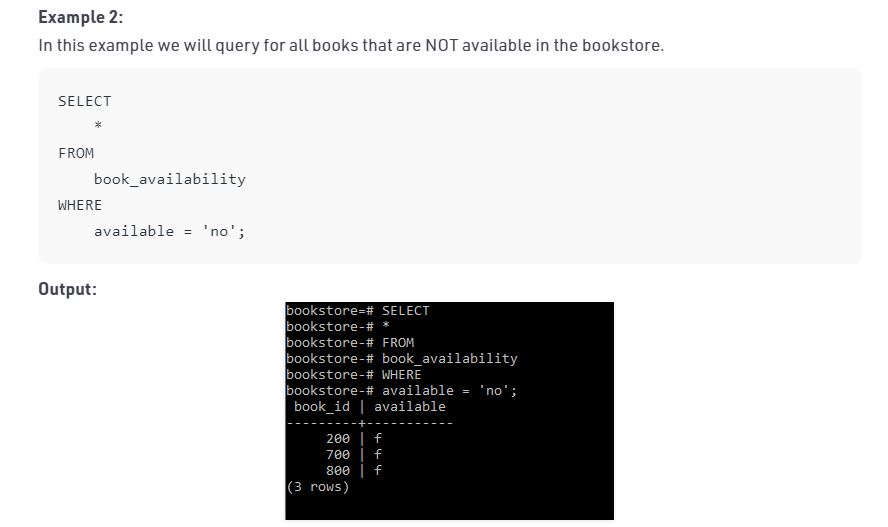 Example 2:
In this example we will query for all books that are NOT available in the bookstore.
SELECT
    *
FROM
    book_availability
WHERE
    available = 'no';
Output:
bookstore=# SELECT
bookstore-# *
bookstore-# FROM
bookstore-# book_availability
bookstore-# WHERE
bookstore-# available = 'no';
 book_id | available
---------+-----------
     200 | f
     700 | f
     800 | f
(3 rows)